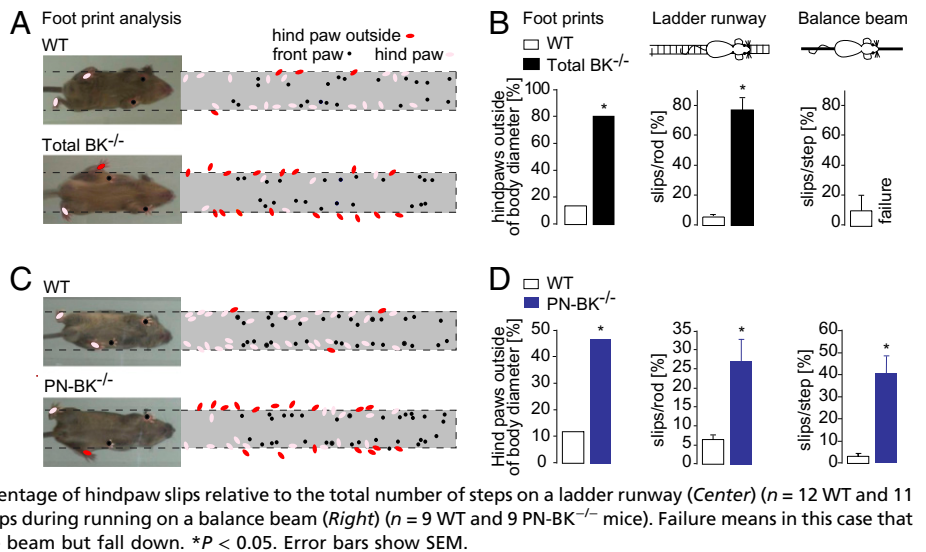 A
Foot print analysis
WT
hind paw outside
front paw
hind paw
Total BK-/-
B
Foot prints
Ladder runway
Balance beam
WT
Total BK-/-
hindpaws outside
of body diameter [%]
100
80
60
40
20
0
*
slips/rod [%]
80
60
40
20
0
*
slips/step [%]
80
60
40
20
0
failure
C
WT
PN-BK-/-
D
WT
PN-BK-/-
Hind paws outside
of body diameter [%]
50
40
30
20
10
0
*
slips/rod [%]
35
30
25
20
15
10
5
0
*
slips/step [%]
60
50
40
30
20
10
0
*
entage of hindpaw slips relative to the total number of steps on a ladder runway (Center) (n = 12 WT and 11
ps during running on a balance beam (Right) (n = 9 WT and 9 PN-BK−/− mice). Failure means in this case that
beam but fall down. *P < 0.05. Error bars show SEM.